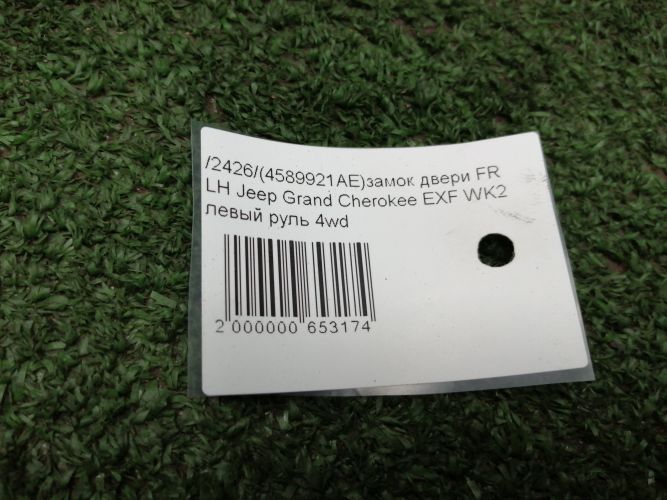 /2426/(4589921AE)замок двери FR
LH Jeep Grand Cherokee EXF WK2
левый руль 4wd
2 000000 653174